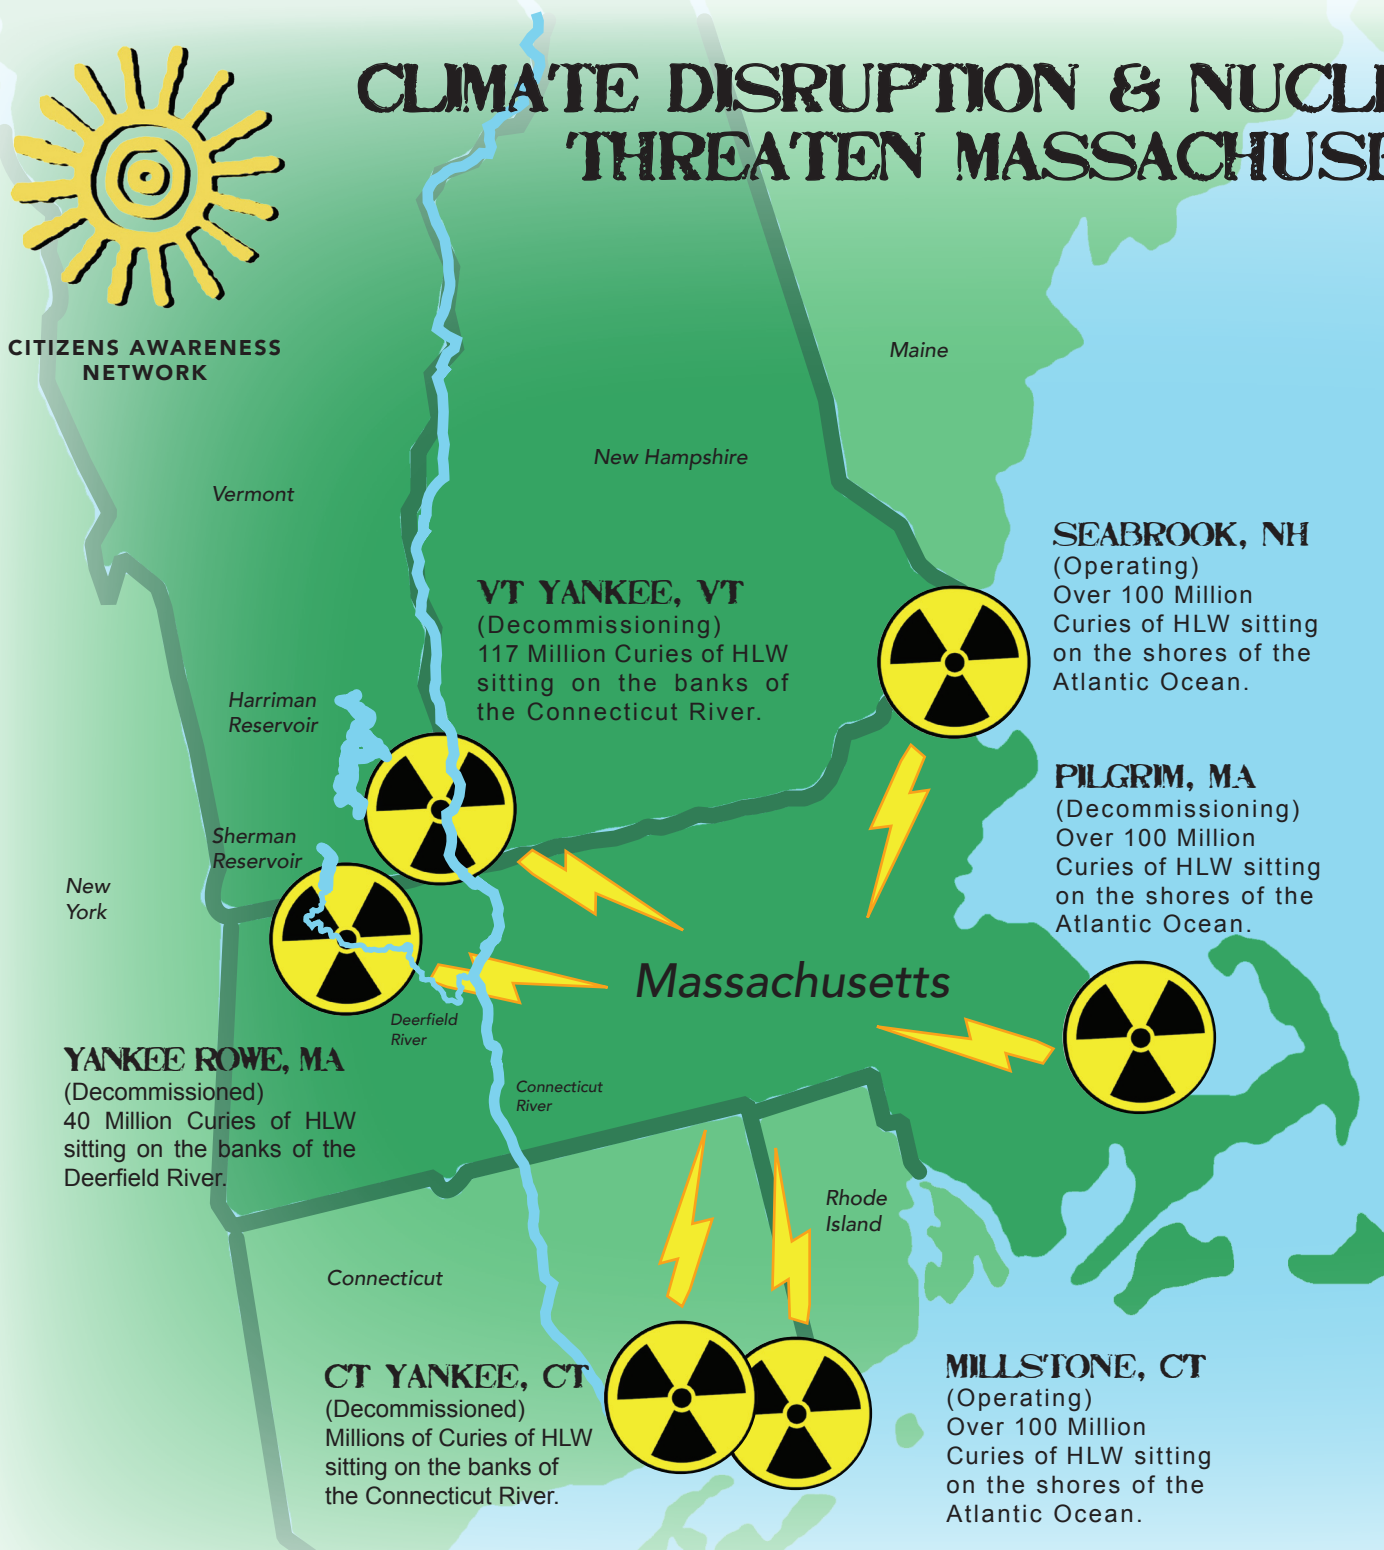 CLIMATE DISRUPTION & NUCL
THREATEN MASSACHUSE
CITIZENS AWARENESS
NETWORK
Maine
New Hampshire
Vermont
SEABROOK, NH
(Operating)
Over 100 Million
Curies of HLW sitting
on the shores of the
Atlantic Ocean.
VT YANKEE, VT
(Decommissioning)
117 Million Curies of HLW
sitting on the banks of
the Connecticut River.
Harriman
Reservoir
PILGRIM, MA
(Decommissioning)
Over 100 Million
Curies of HLW sitting
on the shores of the
Atlantic Ocean.
Sherman
Reservoir
New
York
Massachusetts
Deerfield
River
YANKEE ROWE, MA
(Decommissioned)
40 Million Curies of HLW
sitting on the banks of the
Deerfield River.
Connecticut
River
Rhode
Island
Connecticut
CT YANKEE, CT
(Decommissioned)
Millions of Curies of HLW
sitting on the banks of
the Connecticut River.
MILLSTONE, CT
(Operating)
Over 100 Million
Curies of HLW sitting
on the shores of the
Atlantic Ocean.